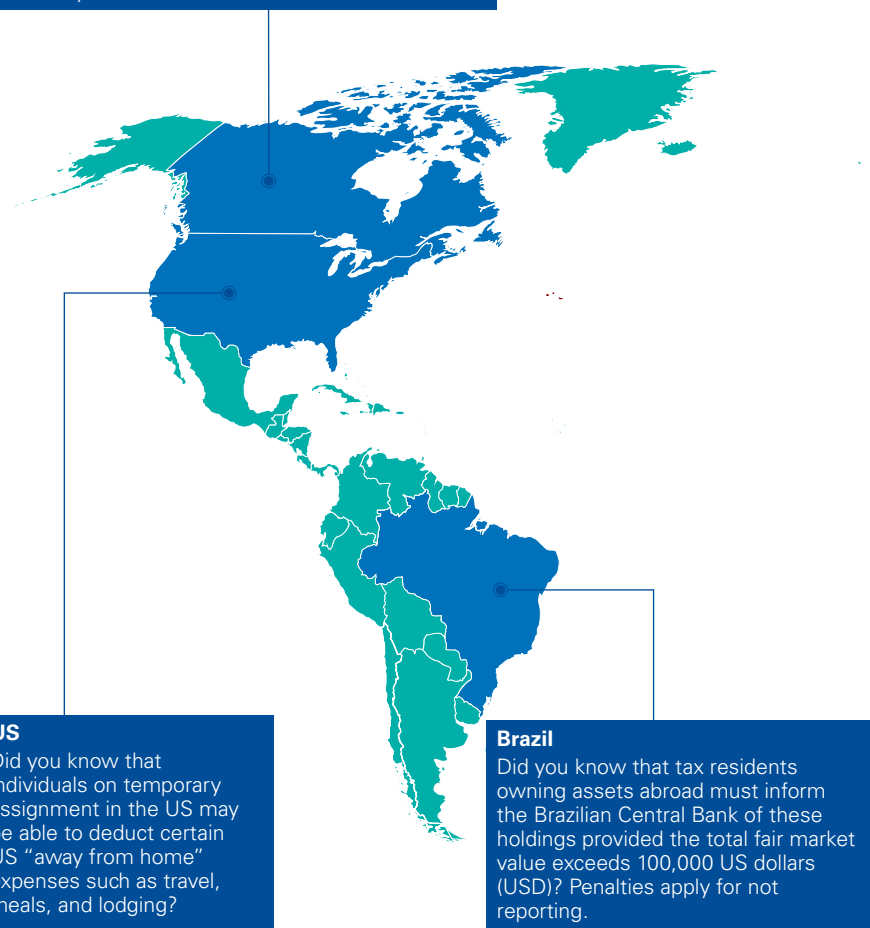 US
Did you know that
individuals on temporary
assignment in the US may
be able to deduct certain
US “away from home”
expenses such as travel,
meals, and lodging?
Brazil
Did you know that tax residents
owning assets abroad must inform
the Brazilian Central Bank of these
holdings provided the total fair market
value exceeds 100,000 US dollars
(USD)? Penalties apply for not
reporting.